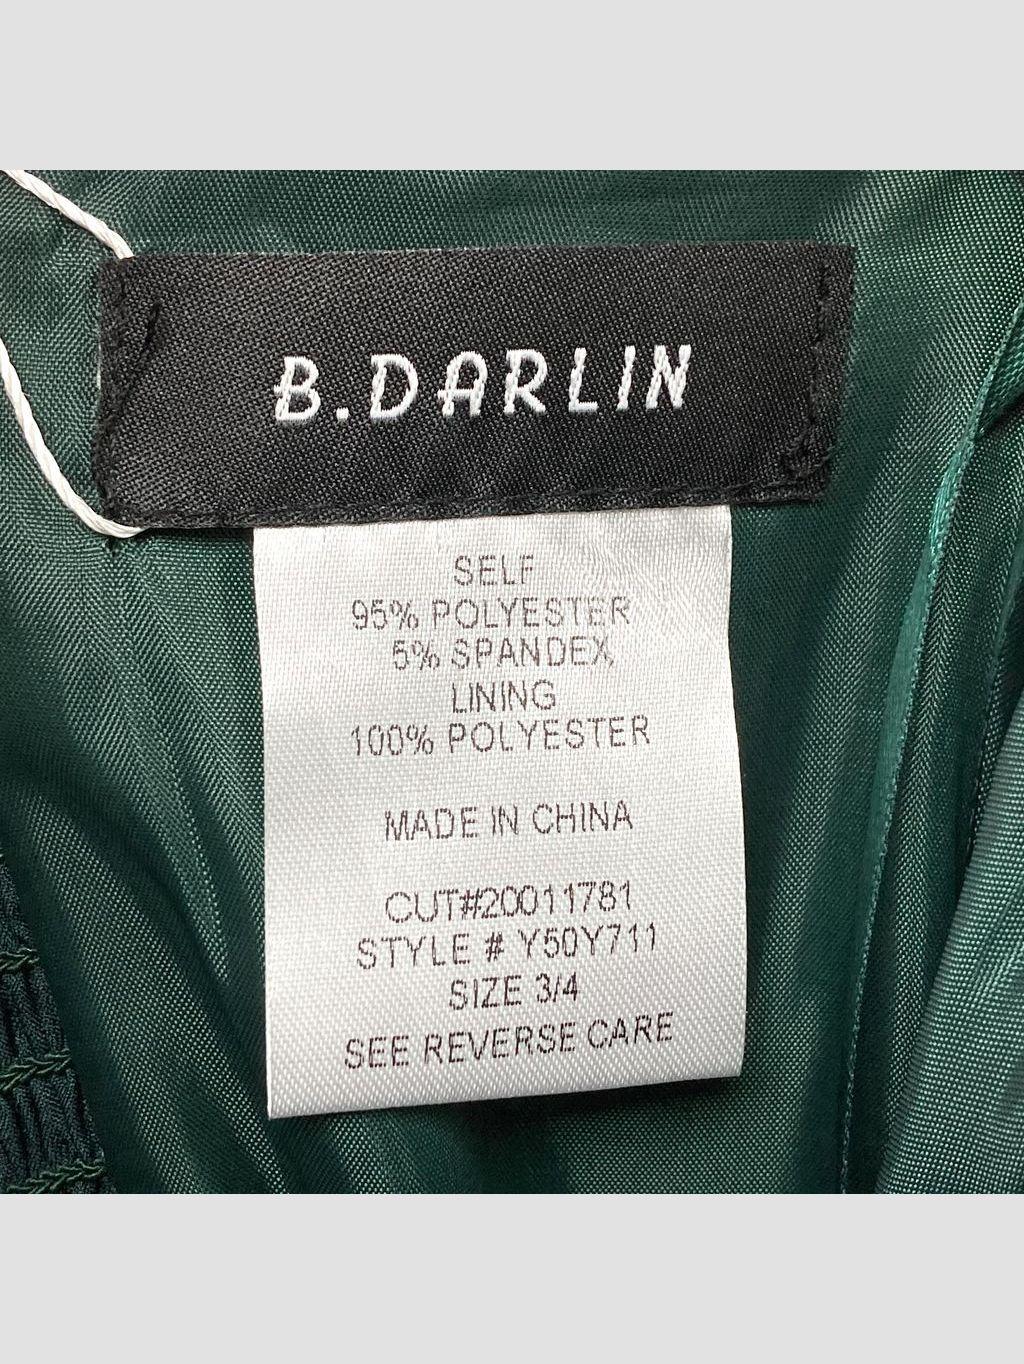 B.DARLIN
SELF
95% POLYESTER
5% SPANDEX
LINING
100% POLYESTER
MADE IN CHINA
CUT#20011781
STYLE # Y50Y711
SIZE 3/4
SEE REVERSE CARE